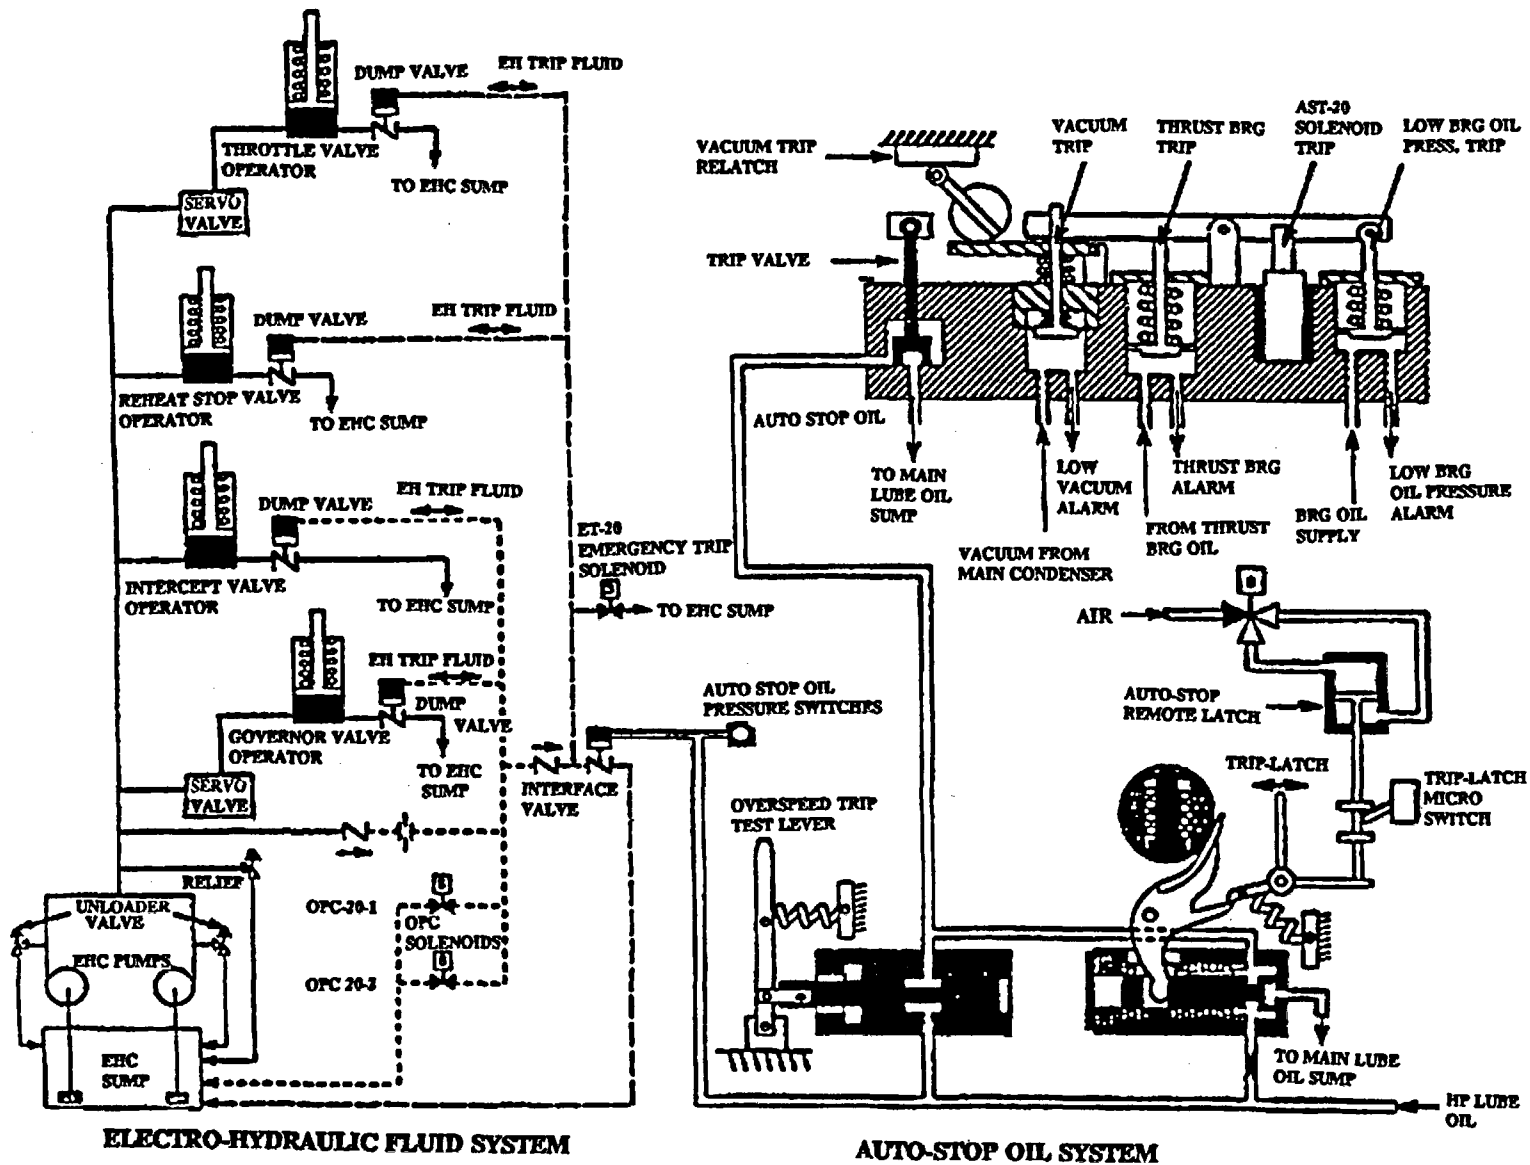 EH TRIP FLUID
DUMP VALVE
THROTTLE VALVE
OPERATOR
TO EHC SUMP
SERVO
VALVE
EH TRIP FLUID
DUMP VALVE
REHEAT STOP VALVE
OPERATOR
TO EHC SUMP
EH TRIP FLUID
DUMP VALVE
INTERCEPT VALVE
OPERATOR
TO EHC SUMP
ET-20
EMERGENCY TRIP
SOLENOID
TO EHC SUMP
EH TRIP FLUID
DUMP
VALVE
GOVERNOR VALVE
OPERATOR
TO EHC
SUMP
SERVO
VALVE
INTERFACE
VALVE
RELIEF
UNLOADER
VALVE
EHC PUMPS
OPC-20-1
OPC
SOLENOIDS
OPC 20-3
EHC
SUMP
ELECTRO-HYDRAULIC FLUID SYSTEM
VACUUM TRIP
RELATCH
VACUUM
TRIP
THRUST BRG
TRIP
AST-20
SOLENOID
TRIP
LOW BRG OIL
PRESS. TRIP
TRIP VALVE
AUTO STOP OIL
TO MAIN
LUBE OIL
SUMP
LOW
VACUUM
ALARM
VACUUM FROM
MAIN CONDENSER
THRUST BRG
ALARM
FROM THRUST
BRG OIL
BRG OIL
SUPPLY
LOW BRG
OIL PRESSURE
ALARM
AIR
AUTO-STOP
REMOTE LATCH
AUTO STOP OIL
PRESSURE SWITCHES
TRIP-LATCH
TRIP-LATCH
MICRO
SWITCH
OVERSPEED TRIP
TEST LEVER
TO MAIN LUBE
OIL SUMP
HP LUBE
OIL
AUTO-STOP OIL SYSTEM